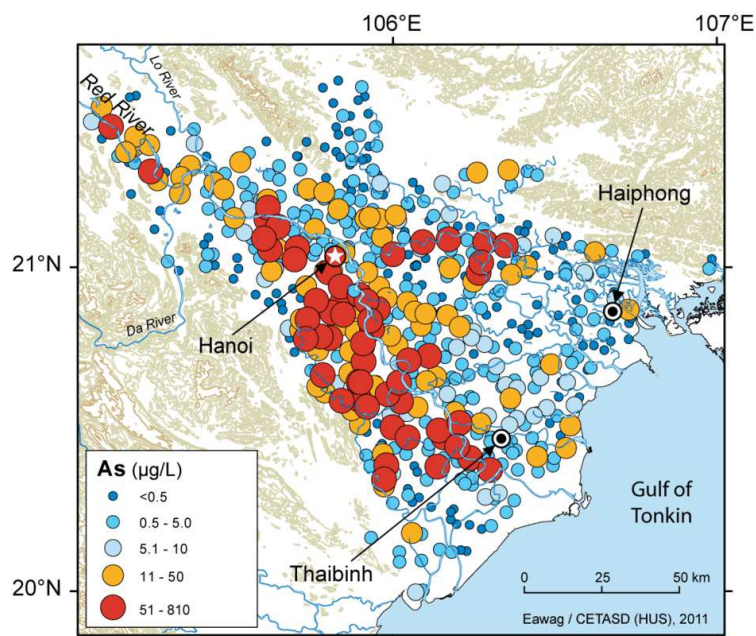 106°E
107°E
Lo River
Red River
Haiphong
21°N
Da River
Hanoi
As (µg/L)
<0.5
0.5 - 5.0
5.1 - 10
11 - 50
51 - 810
Gulf of
Tonkin
Thaibinh
0 25 50 km
20°N
Eawag / CETASD (HUS), 2011